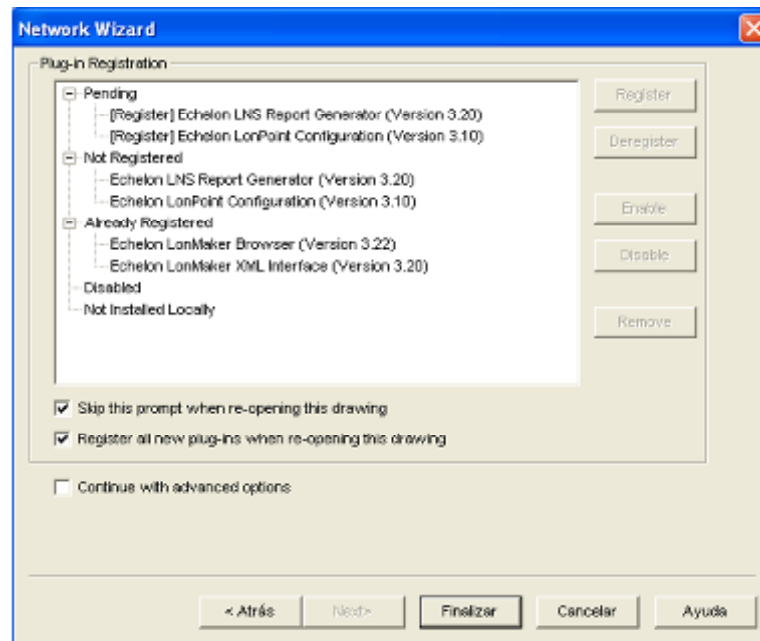 Network Wizard
Plug-in Registration
Pending
[Register] Echelon LNS Report Generator (Version 3.20)
[Register] Echelon LonPoint Configuration (Version 3.10)
Not Registered
Echelon LNS Report Generator (Version 3.20)
Echelon LonPoint Configuration (Version 3.10)
Already Registered
Echelon LonMaker Browser (Version 3.22)
Echelon LonMaker XML Interface (Version 3.20)
Disabled
Not Installed Locally
Register
Deregister
Enable
Disable
Remove
Skip this prompt when re-opening this drawing
Register all new plug-ins when re-opening this drawing
Continue with advanced options
< Atrás Next> Finalizar Cancelar Ayuda